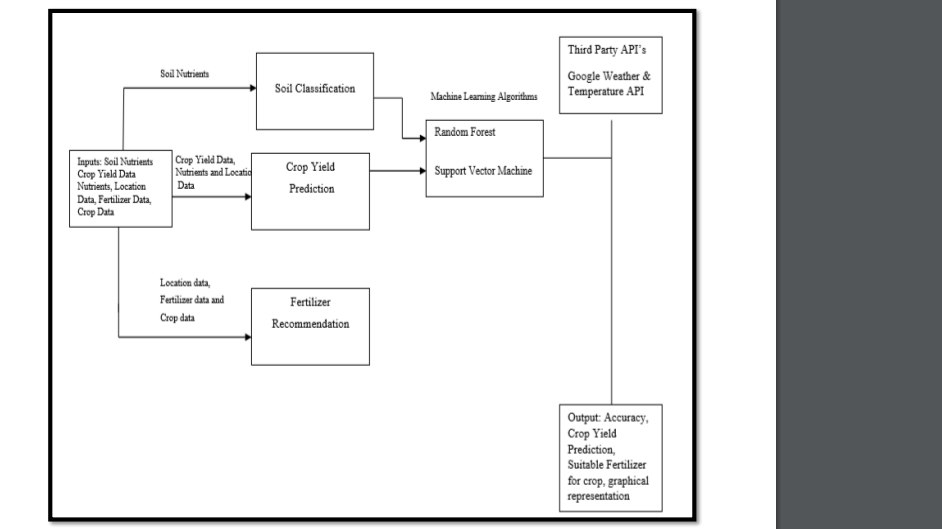 Soil Nutrients
Soil Classification
Third Party API's
Google Weather &
Temperature API
Machine Learning Algorithms
Random Forest
Support Vector Machine
Inputs: Soil Nutrients
Crop Yield Data
Nutrients, Location
Data, Fertilizer Data,
Crop Data
Crop Yield Data,
Nutrients and Locatio
Data
Crop Yield
Prediction
Location data,
Fertilizer data and
Crop data
Fertilizer
Recommendation
Output: Accuracy,
Crop Yield
Prediction,
Suitable Fertilizer
for crop, graphical
representation